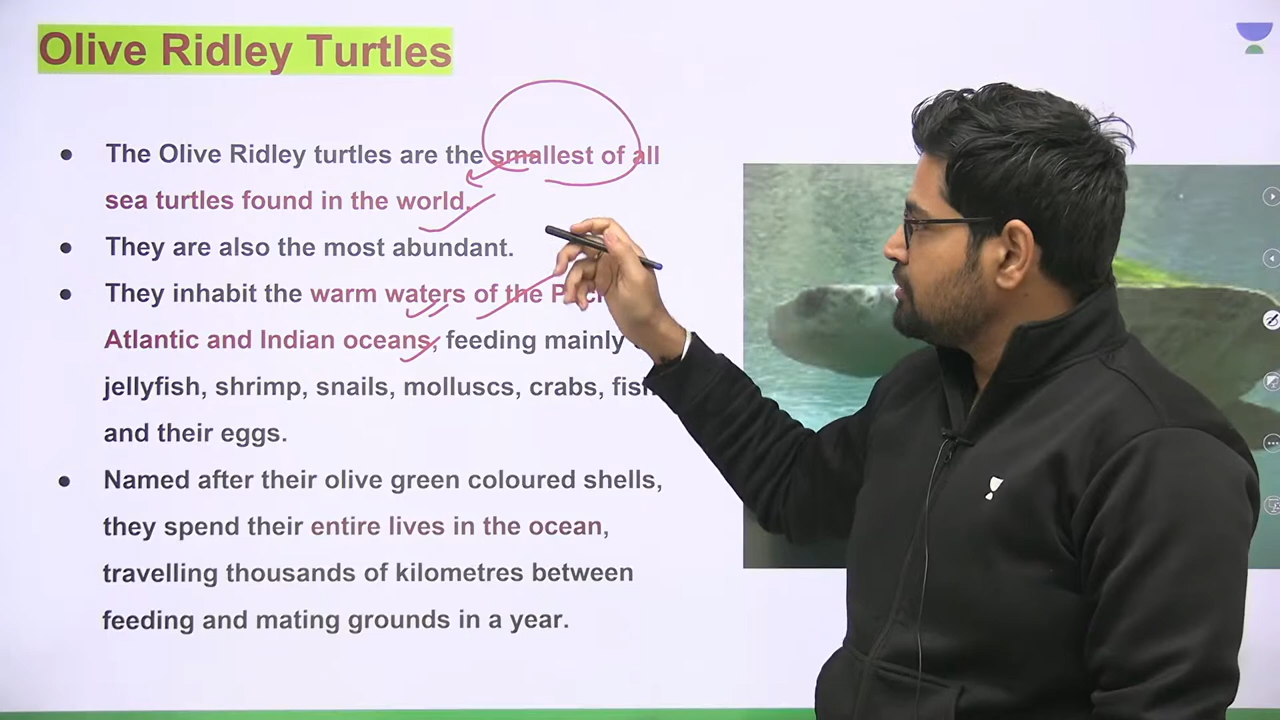 Olive Ridley Turtles
● The Olive Ridley turtles are the smallest of all
sea turtles found in the world.
● They are also the most abundant.
● They inhabit the warm waters of the
Atlantic and Indian oceans, feeding mainly
jellyfish, shrimp, snails, molluscs, crabs, fish
and their eggs.
● Named after their olive green coloured shells,
they spend their entire lives in the ocean,
travelling thousands of kilometres between
feeding and mating grounds in a year.